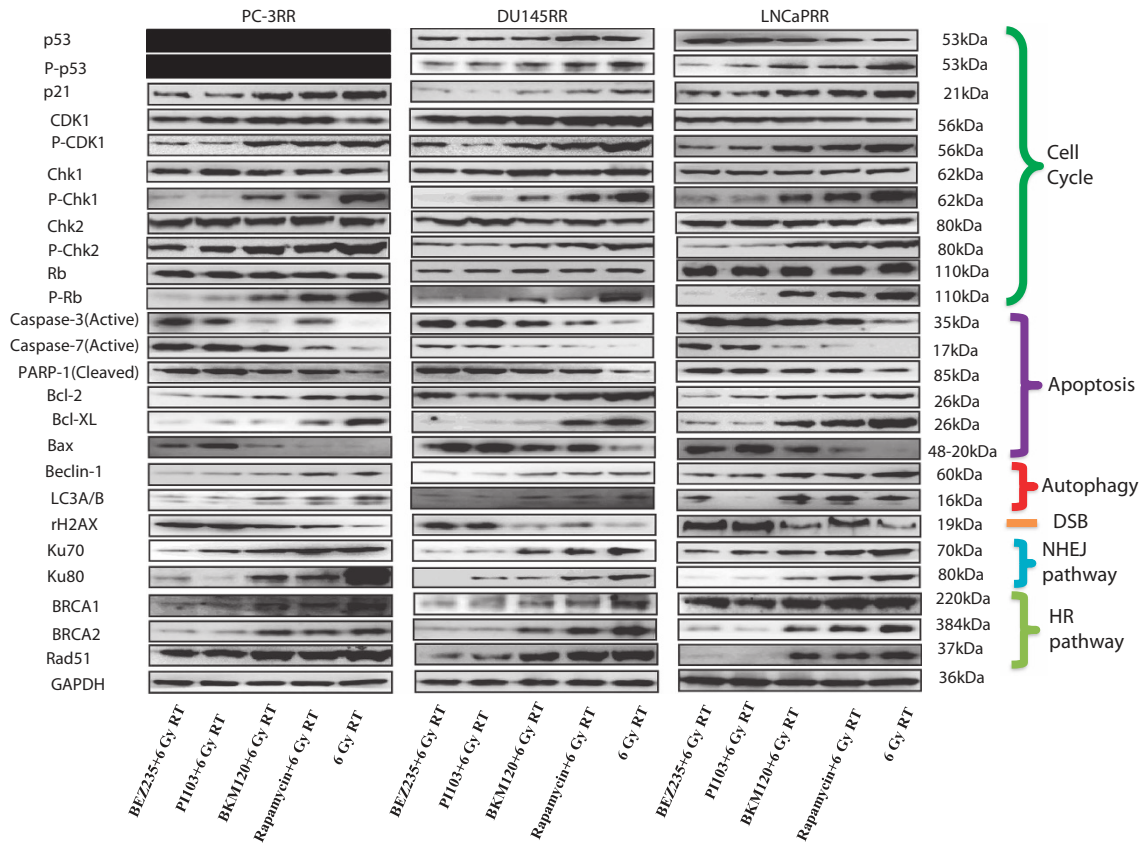 PC-3RR DU145RR LNCaPRR
p53 53kDa
P-p53 53kDa
p21 21kDa
CDK1 56kDa
P-CDK1 56kDa
Chk1 62kDa
P-Chk1 62kDa
Chk2 80kDa
P-Chk2 80kDa
Rb 110kDa
P-Rb 110kDa
Cell
Cycle
Caspase-3(Active) 35kDa
Caspase-7(Active) 17kDa
PARP-1(Cleaved) 85kDa
Bcl-2 26kDa
Bcl-XL 26kDa
Bax 48-20kDa
Apoptosis
Beclin-1 60kDa
LC3A/B 16kDa
Autophagy
rH2AX 19kDa DSB
Ku70 70kDa
Ku80 80kDa
NHEJ
pathway
BRCA1 220kDa
BRCA2 384kDa
Rad51 37kDa
HR
pathway
GAPDH 36kDa
BEZ235+6 Gy RT
PI103+6 Gy RT
BKM120+6 Gy RT
Rapamycin+6 Gy RT
6 Gy RT
BEZ235+6 Gy RT
PI103+6 Gy RT
BKM120+6 Gy RT
Rapamycin+6 Gy RT
6 Gy RT
BEZ235+6 Gy RT
PI103+6 Gy RT
BKM120+6 Gy RT
Rapamycin+6 Gy RT
6 Gy RT